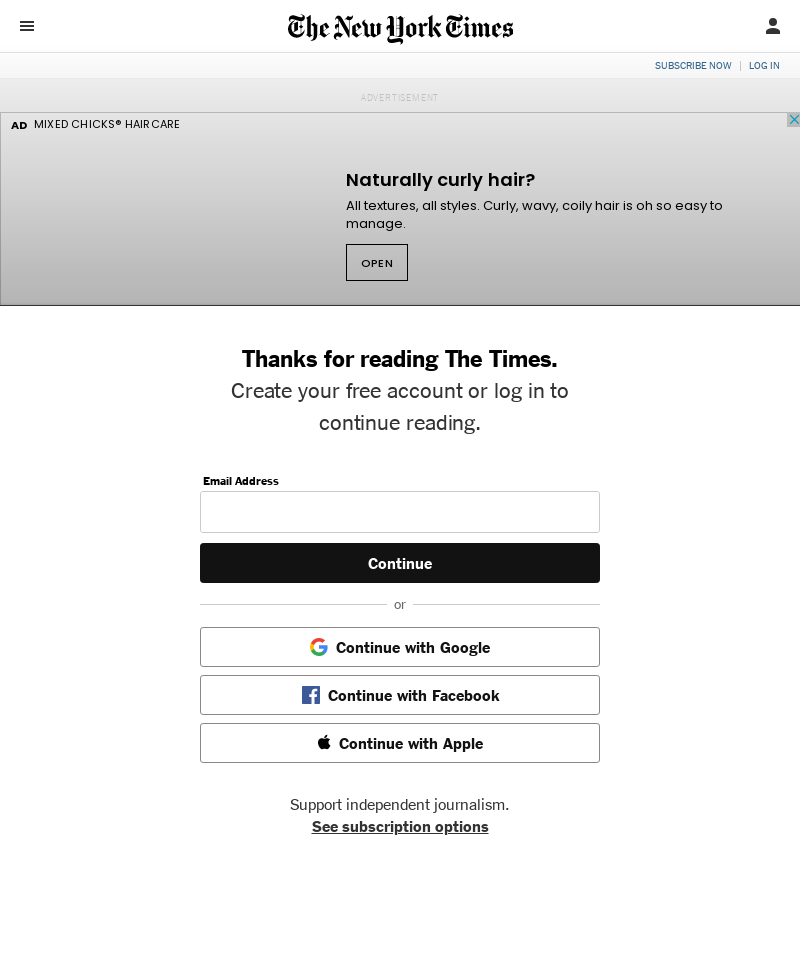 The New York Times
SUBSCRIBE NOW
LOG IN
ADVERTISEMENT
AD MIXED CHICKS® HAIRCARE
Naturally curly hair?
All textures, all styles. Curly, wavy, coily hair is oh so easy to
manage.
OPEN
Thanks for reading The Times.
Create your free account or log in to
continue reading.
Email Address
Continue
or
Continue with Google
Continue with Facebook
Continue with Apple
Support independent journalism.
See subscription options